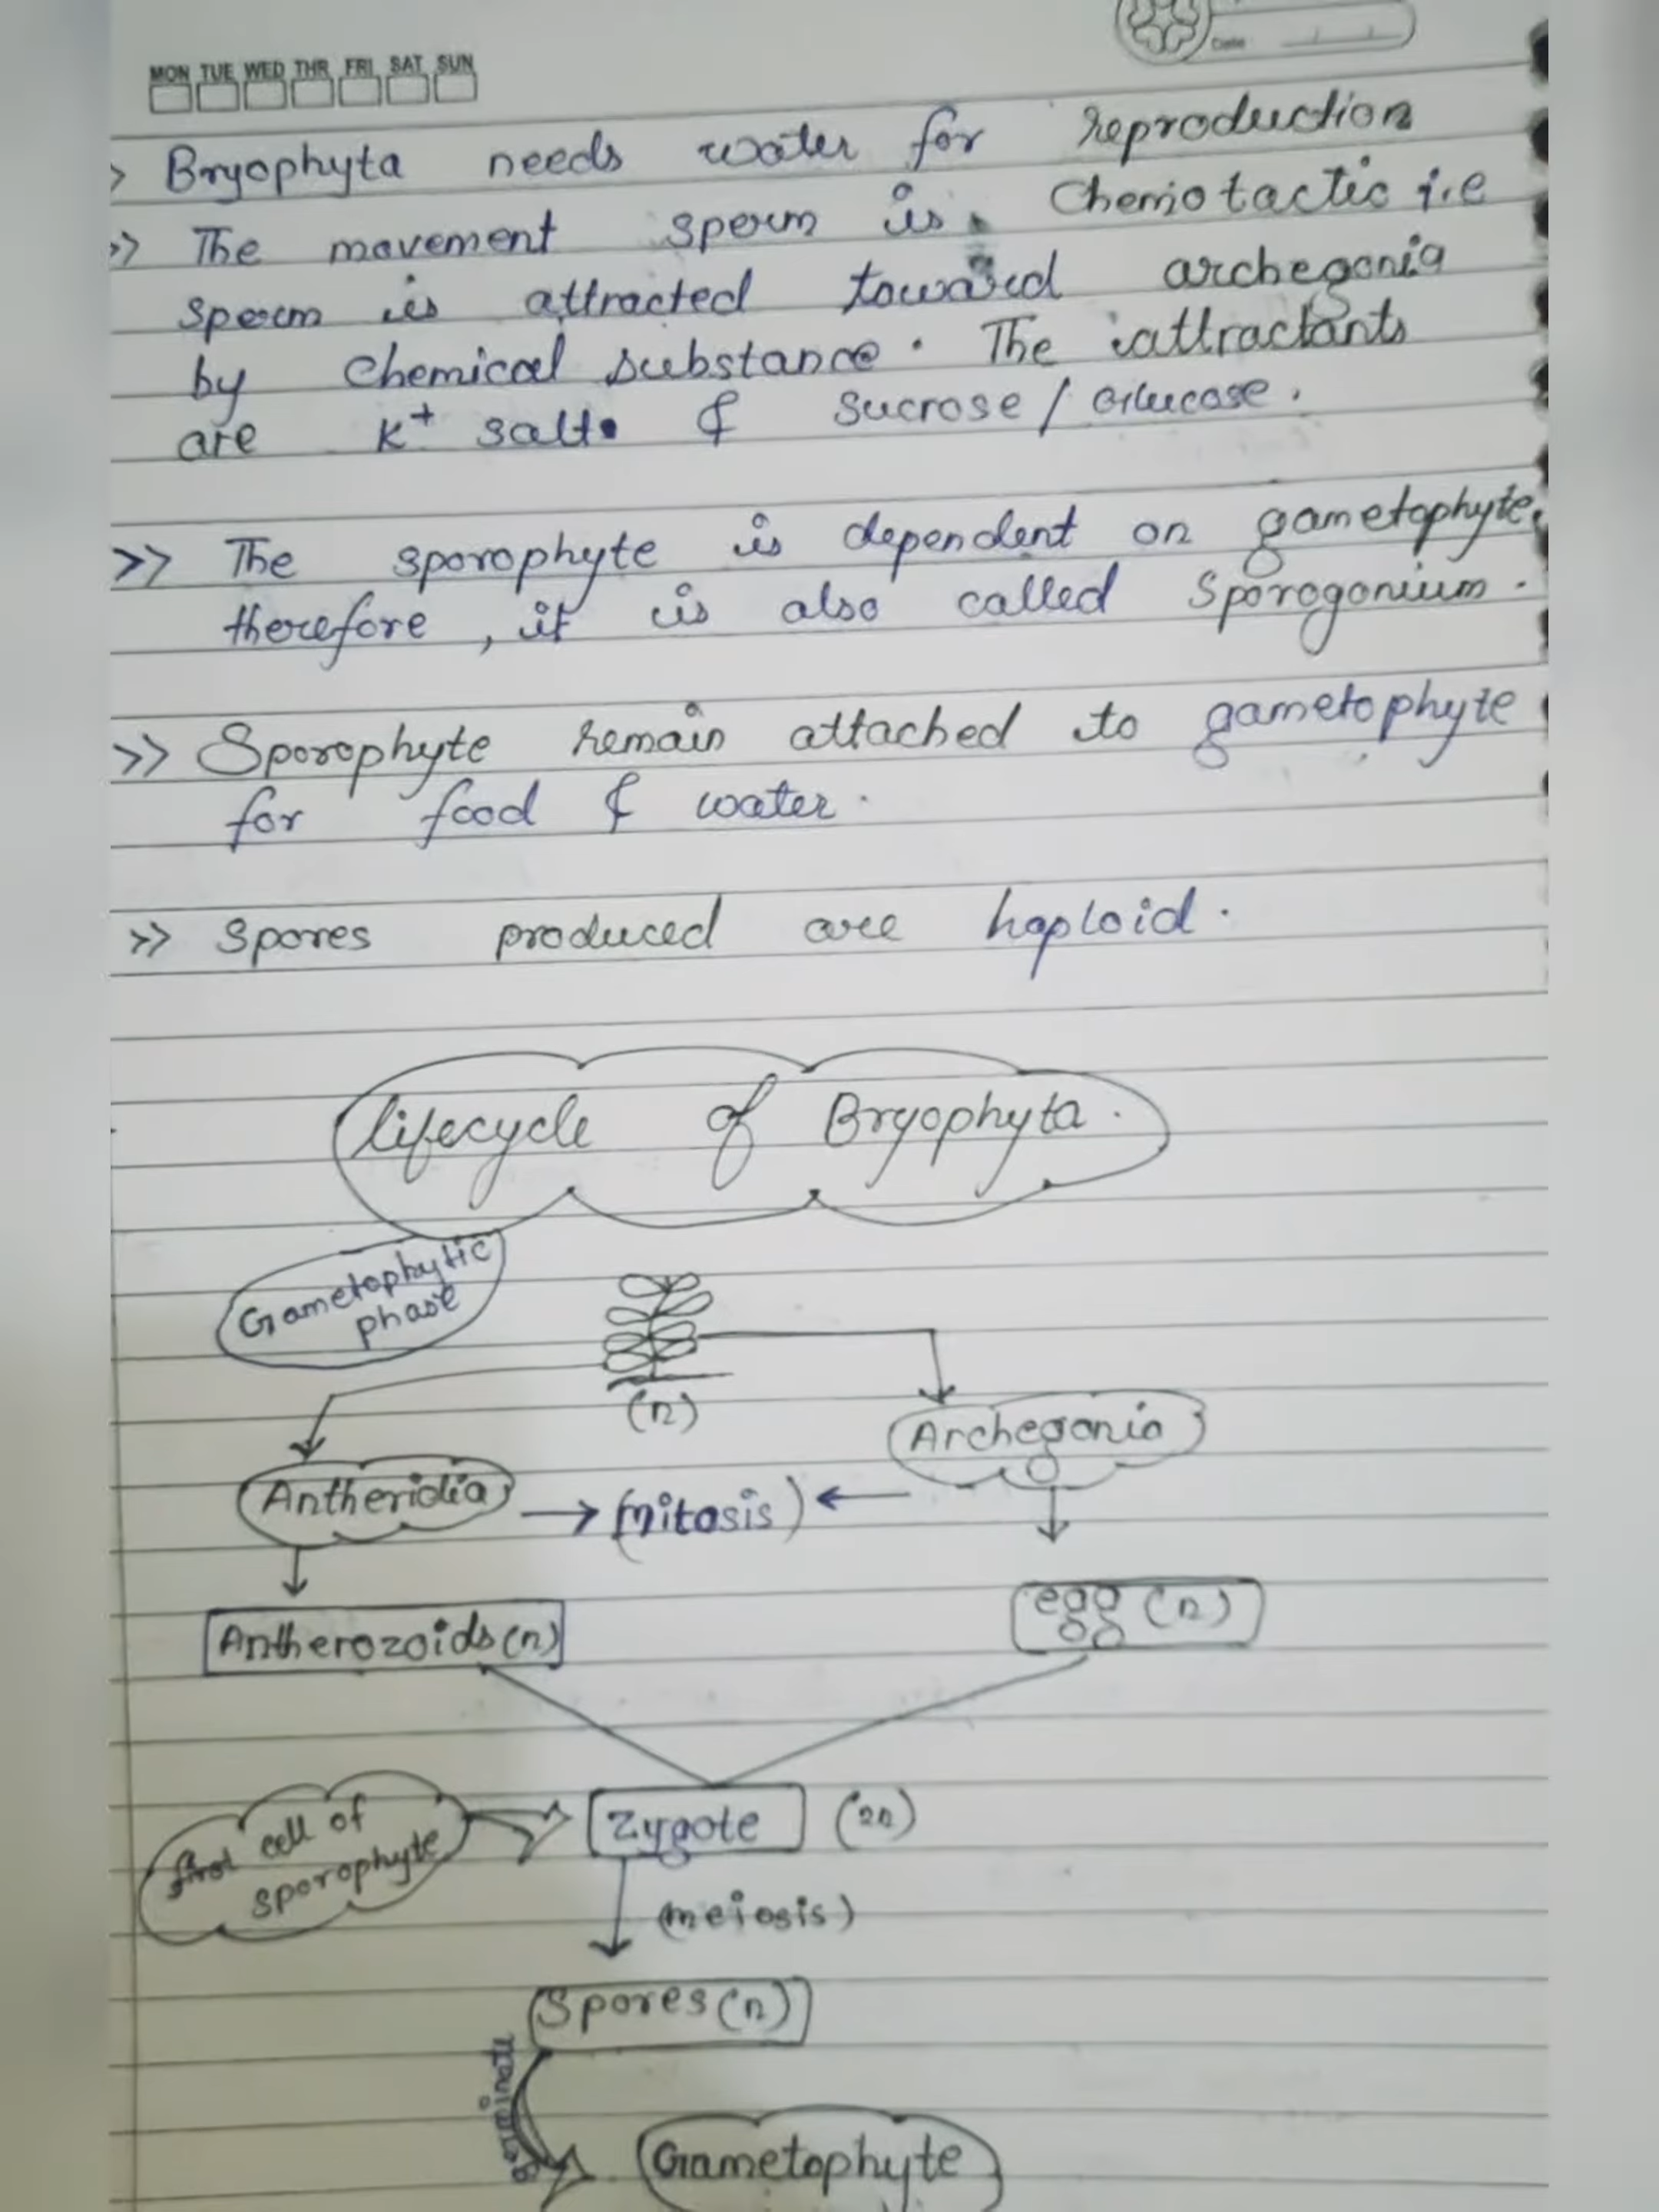 MON TUE WED THR FRI SAT SUN
Date
> Bryophyta needs water for reproduction
>> The movement sperm is Chemotactic i.e
sperm is attracted toward archegonia
by chemical substance. The attractants
are K+ salt. & sucrose / Glucose.
>> The sporophyte is dependent on gametophyte,
therefore, it is also called Sporogonium.
>> Sporophyte remain attached to gametophyte
for food & water.
>> Spores produced are haploid.
lifecycle of Bryophyta.
Gametophytic
phase
(n)
Archegonia
Antheridia → (mitosis) ←
Antherozoids (n)
egg (n)
first cell of
sporophyte
Zygote (2n)
(meiosis)
Spores (n)
germinate
Gametophyte